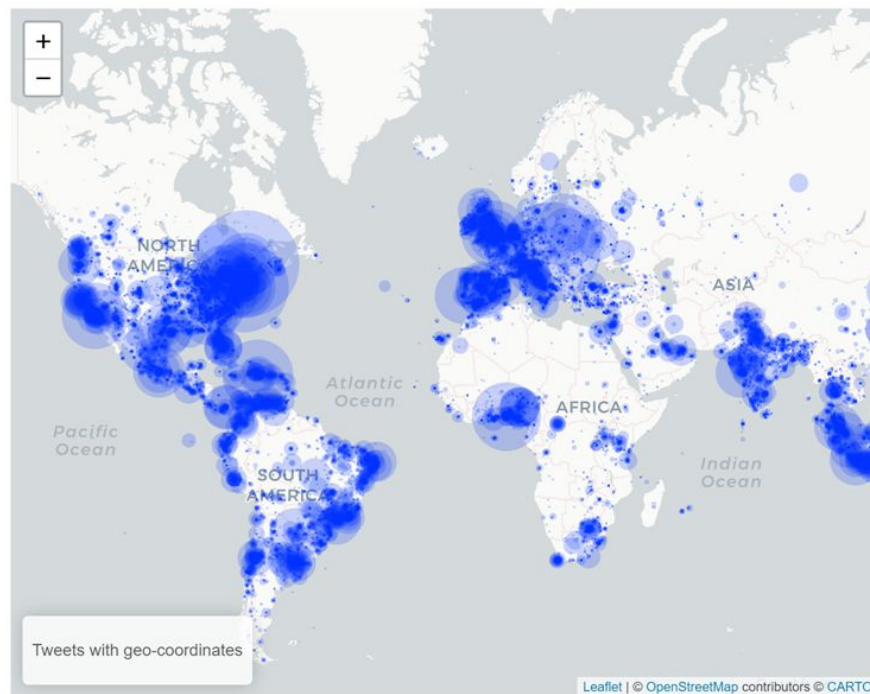 +
−
NORTH
AMERICA
ASIA
Atlantic
Ocean
AFRICA
Pacific
Ocean
Indian
Ocean
SOUTH
AMERICA
Tweets with geo-coordinates
Leaflet | © OpenStreetMap contributors © CARTO